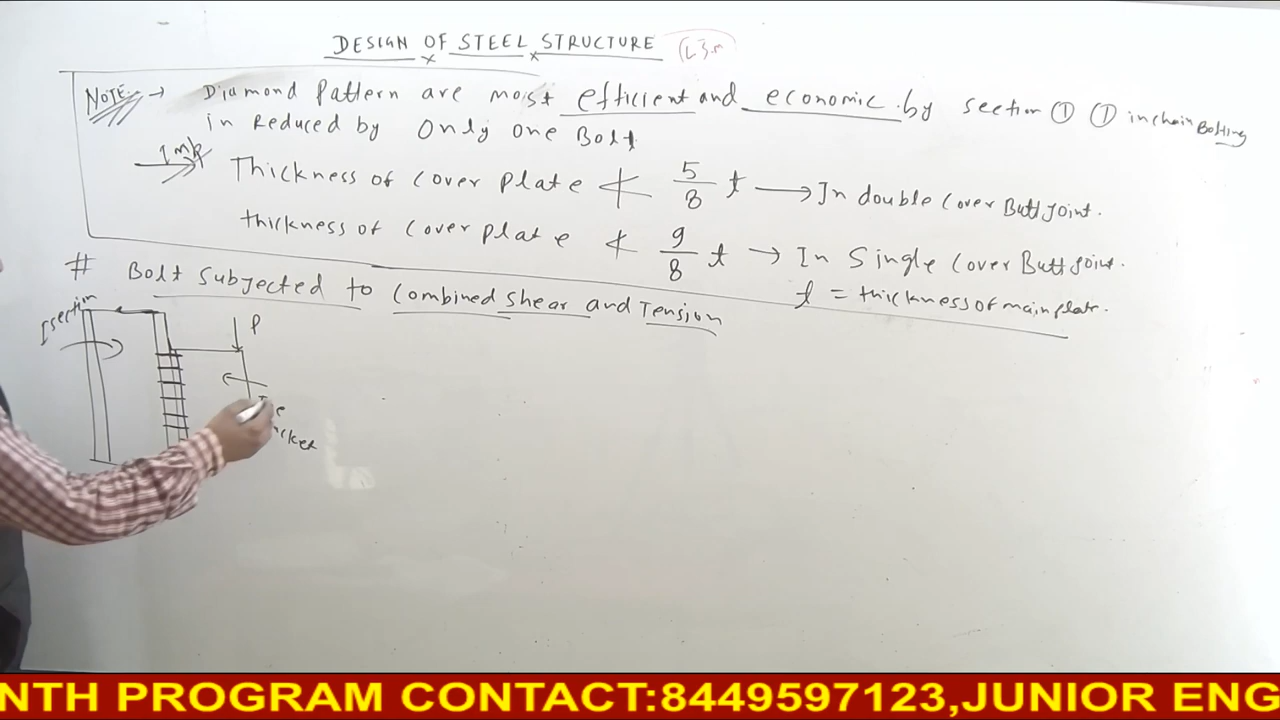 DESIGN OF STEEL STRUCTURE (L3.
NOTE → Diamond Pattern are most efficient and economic by section ① ① in chain Bolting
in Reduced by Only one Bolt
Imp → Thickness of cover plate ≮ 5/8 t → In double Cover Butt Joint.
thickness of Cover plate ≮ 9/8 t → In Single Cover Butt Joint.
t = thickness of main plate.
# Bolt Subjected to Combined Shear and Tension
I section
P
NTH PROGRAM CONTACT:8449597123,JUNIOR ENG